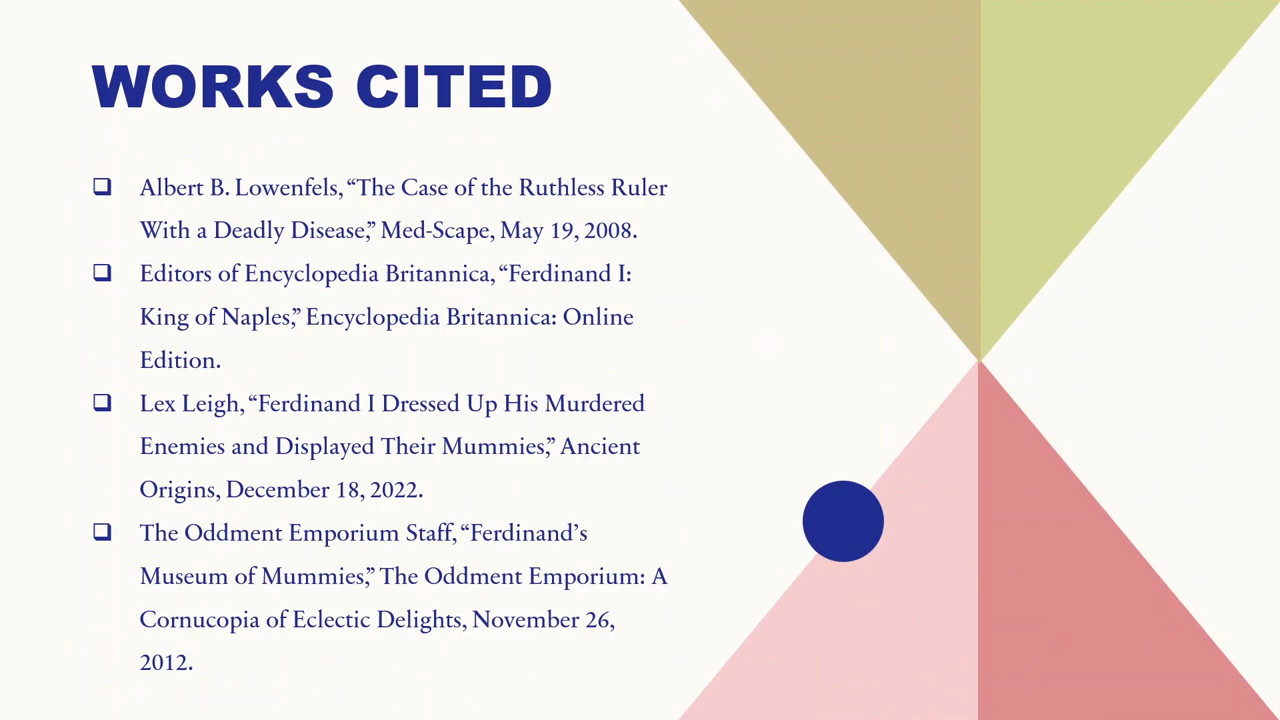 WORKS CITED
❑ Albert B. Lowenfels, “The Case of the Ruthless Ruler
With a Deadly Disease,” Med-Scape, May 19, 2008.
❑ Editors of Encyclopedia Britannica, “Ferdinand I:
King of Naples,” Encyclopedia Britannica: Online
Edition.
❑ Lex Leigh, “Ferdinand I Dressed Up His Murdered
Enemies and Displayed Their Mummies,” Ancient
Origins, December 18, 2022.
❑ The Oddment Emporium Staff, “Ferdinand’s
Museum of Mummies,” The Oddment Emporium: A
Cornucopia of Eclectic Delights, November 26,
2012.